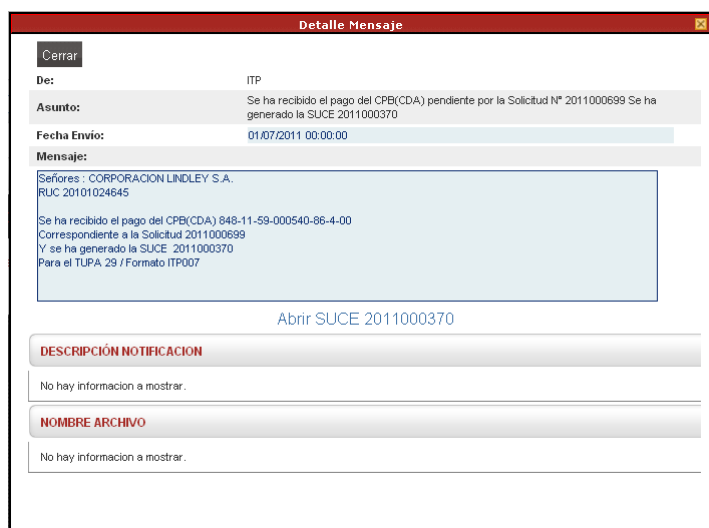 Detalle Mensaje
Cerrar
De: ITP
Asunto: Se ha recibido el pago del CPB(CDA) pendiente por la Solicitud N° 2011000699 Se ha
generado la SUCE 2011000370
Fecha Envío: 01/07/2011 00:00:00
Mensaje:
Señores : CORPORACION LINDLEY S.A.
RUC 20101024645
Se ha recibido el pago del CPB(CDA) 848-11-59-000540-86-4-00
Correspondiente a la Solicitud 2011000699
Y se ha generado la SUCE 2011000370
Para el TUPA 29 / Formato ITP007
Abrir SUCE 2011000370
DESCRIPCIÓN NOTIFICACION
No hay informacion a mostrar.
NOMBRE ARCHIVO
No hay informacion a mostrar.